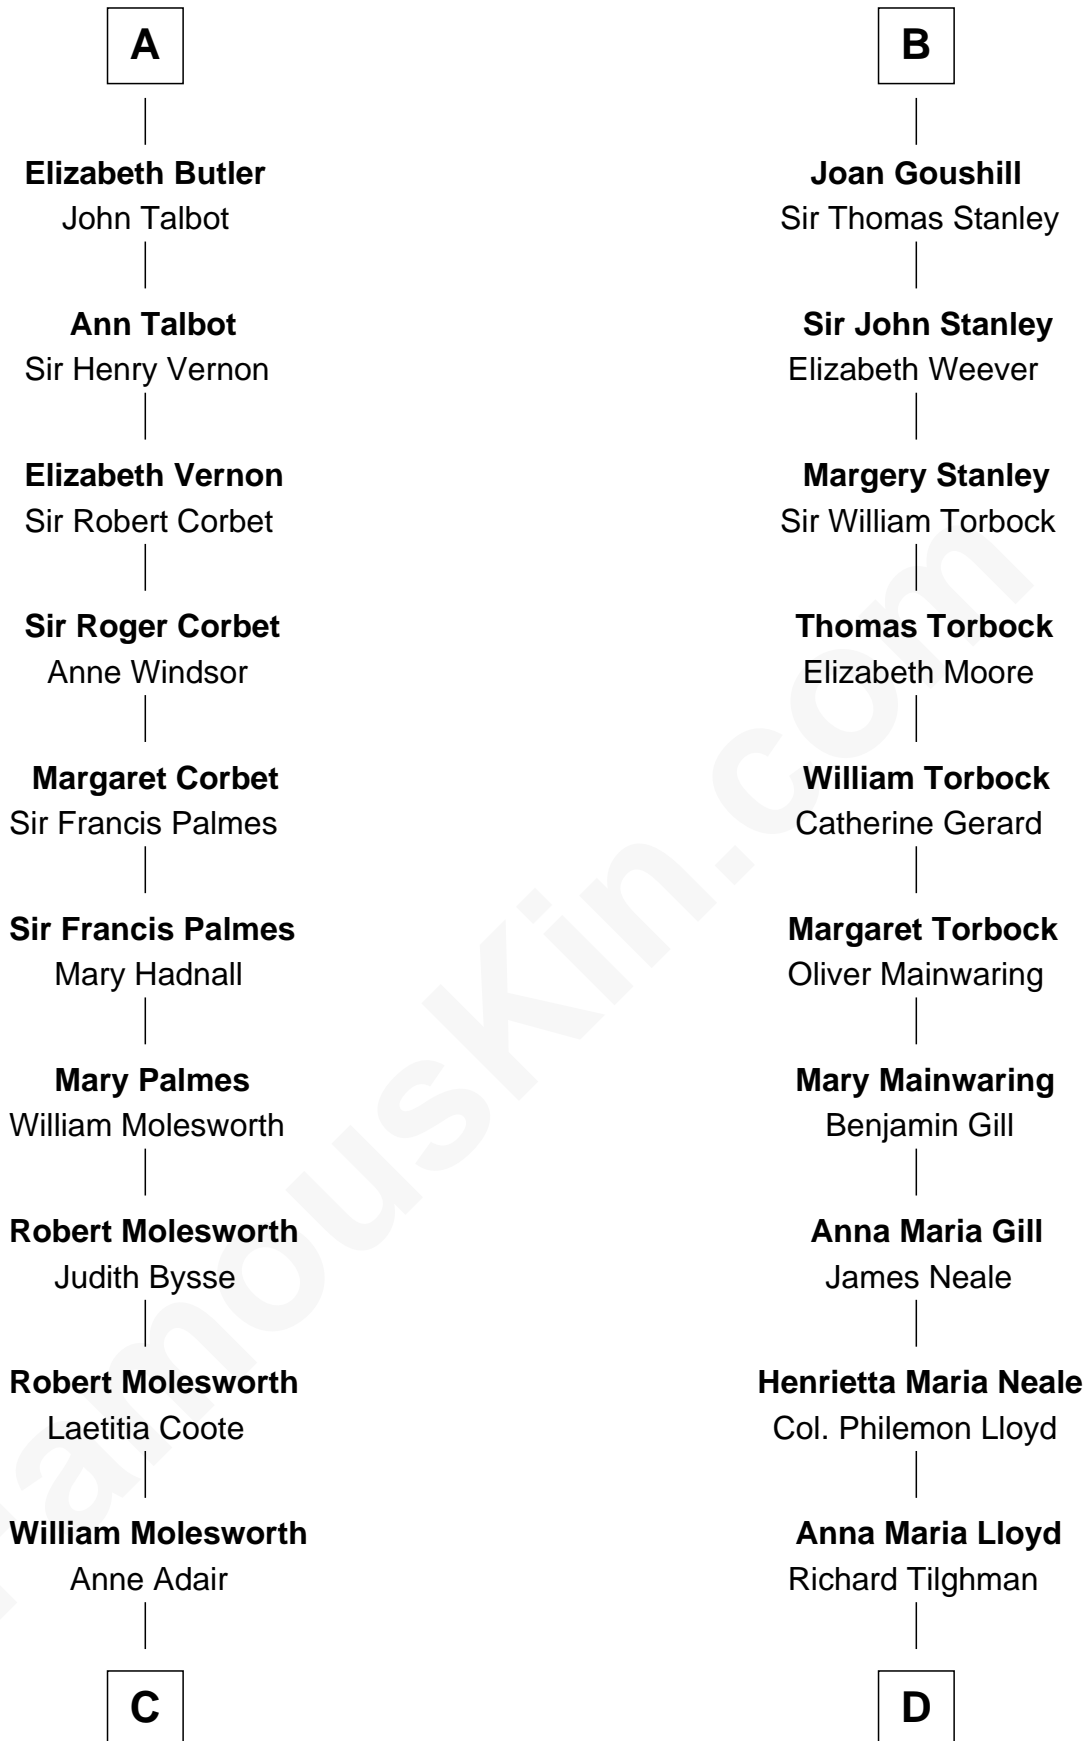 A
Elizabeth Butler
John Talbot
Ann Talbot
Sir Henry Vernon
Elizabeth Vernon
Sir Robert Corbet
Sir Roger Corbet
Anne Windsor
Margaret Corbet
Sir Francis Palmes
Sir Francis Palmes
Mary Hadnall
Mary Palmes
William Molesworth
Robert Molesworth
Judith Bysse
Robert Molesworth
Laetitia Coote
William Molesworth
Anne Adair
C
B
Joan Goushill
Sir Thomas Stanley
Sir John Stanley
Elizabeth Weever
Margery Stanley
Sir William Torbock
Thomas Torbock
Elizabeth Moore
William Torbock
Catherine Gerard
Margaret Torbock
Oliver Mainwaring
Mary Mainwaring
Benjamin Gill
Anna Maria Gill
James Neale
Henrietta Maria Neale
Col. Philemon Lloyd
Anna Maria Lloyd
Richard Tilghman
D
FamousKin.com